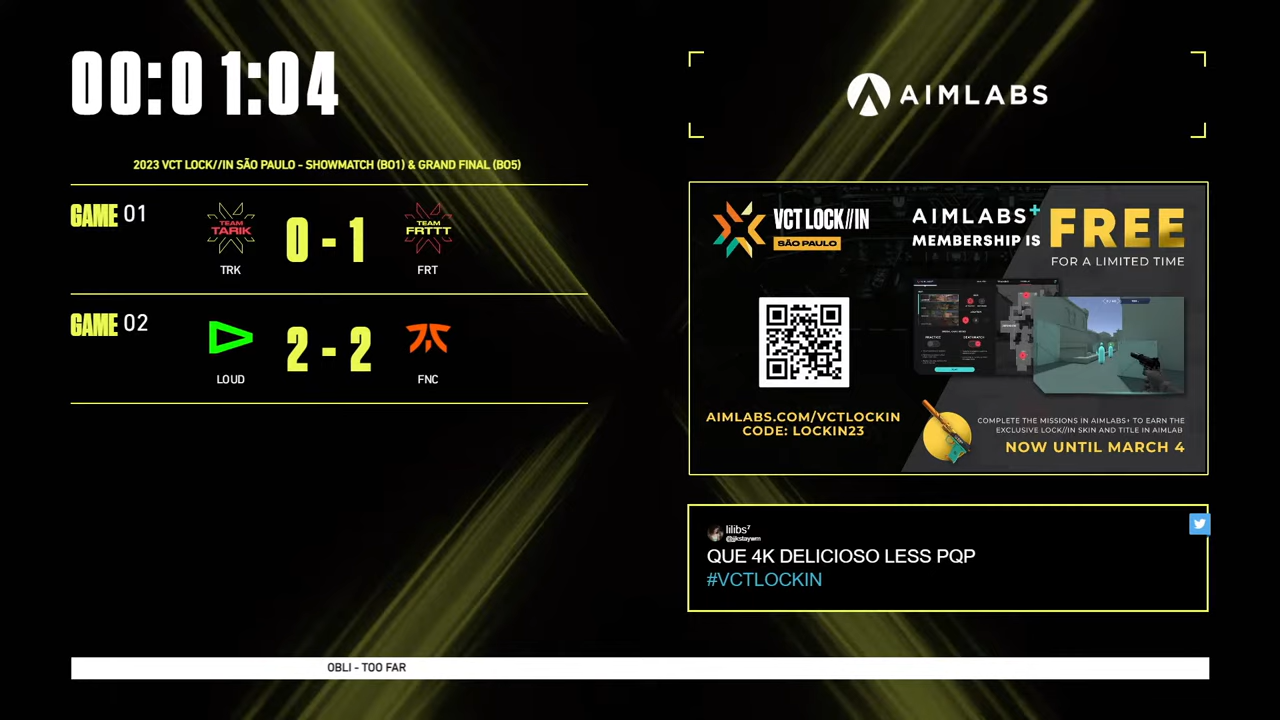 00:01:04
AIMLABS
2023 VCT LOCK//IN SÃO PAULO - SHOWMATCH (BO1) & GRAND FINAL (BO5)
GAME 01
TEAM TARIK
0 - 1
TEAM FRTTT
TRK
FRT
GAME 02
2 - 2
LOUD
FNC
VCT LOCK//IN
SÃO PAULO
AIMLABS+
MEMBERSHIP IS FREE
FOR A LIMITED TIME
AIMLABS.COM/VCTLOCKIN
CODE: LOCKIN23
COMPLETE THE MISSIONS IN AIMLABS+ TO EARN THE
EXCLUSIVE LOCK//IN SKIN AND TITLE IN AIMLAB
NOW UNTIL MARCH 4
lilibs⁷
@jjkstaywm
QUE 4K DELICIOSO LESS PQP
#VCTLOCKIN
OBLI - TOO FAR